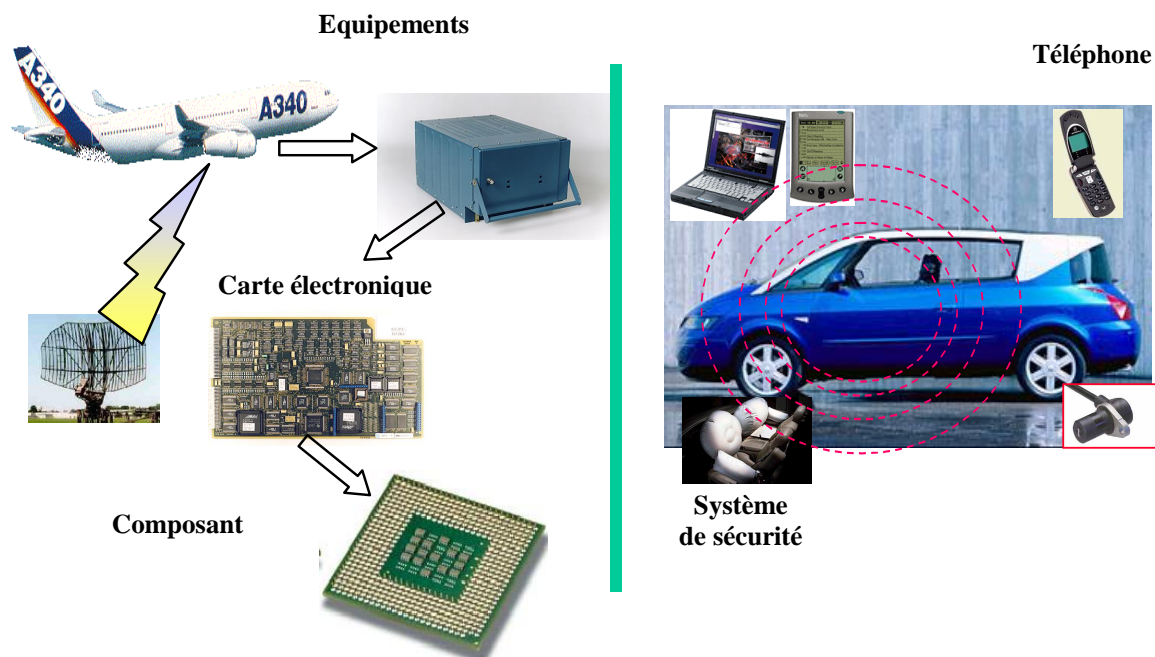 Equipements
Téléphone
A340
A340
Carte électronique
Composant
Système
de sécurité